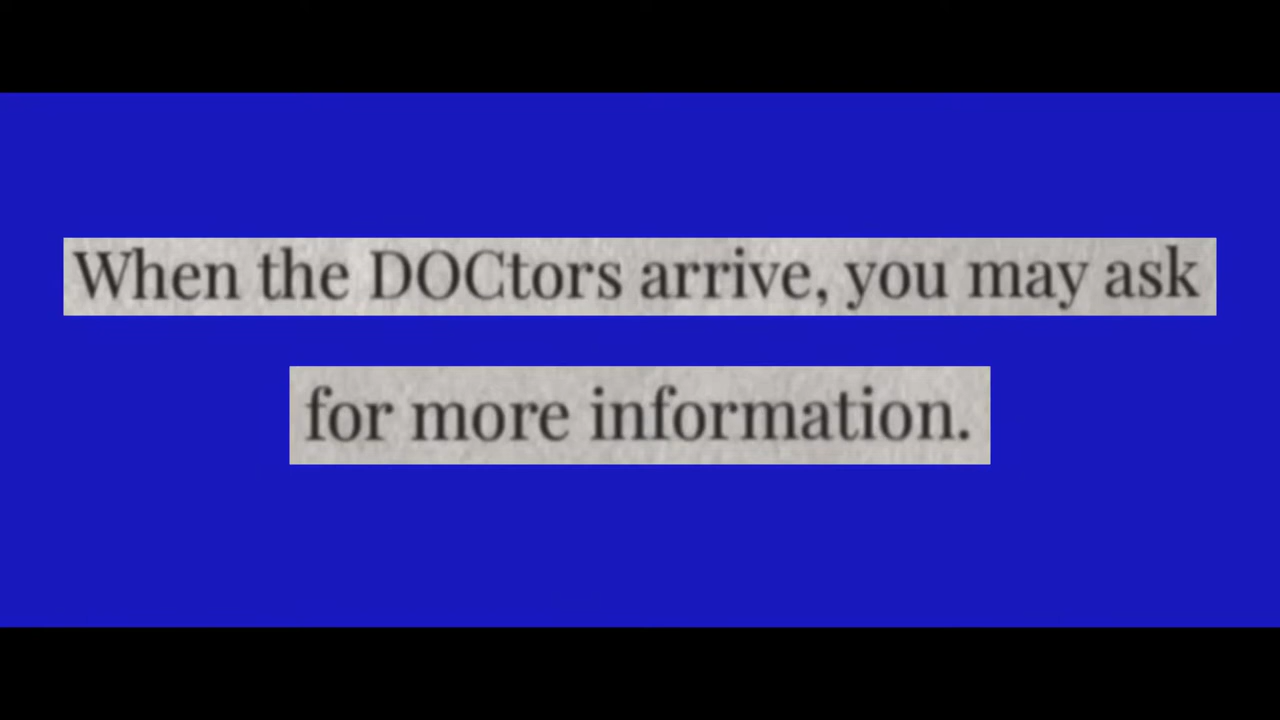 When the DOCtors arrive, you may ask
for more information.